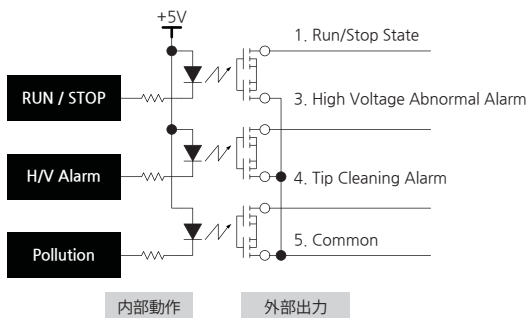 +5V
1. Run/Stop State
RUN / STOP
3. High Voltage Abnormal Alarm
H/V Alarm
4. Tip Cleaning Alarm
5. Common
Pollution
内部動作
外部出力